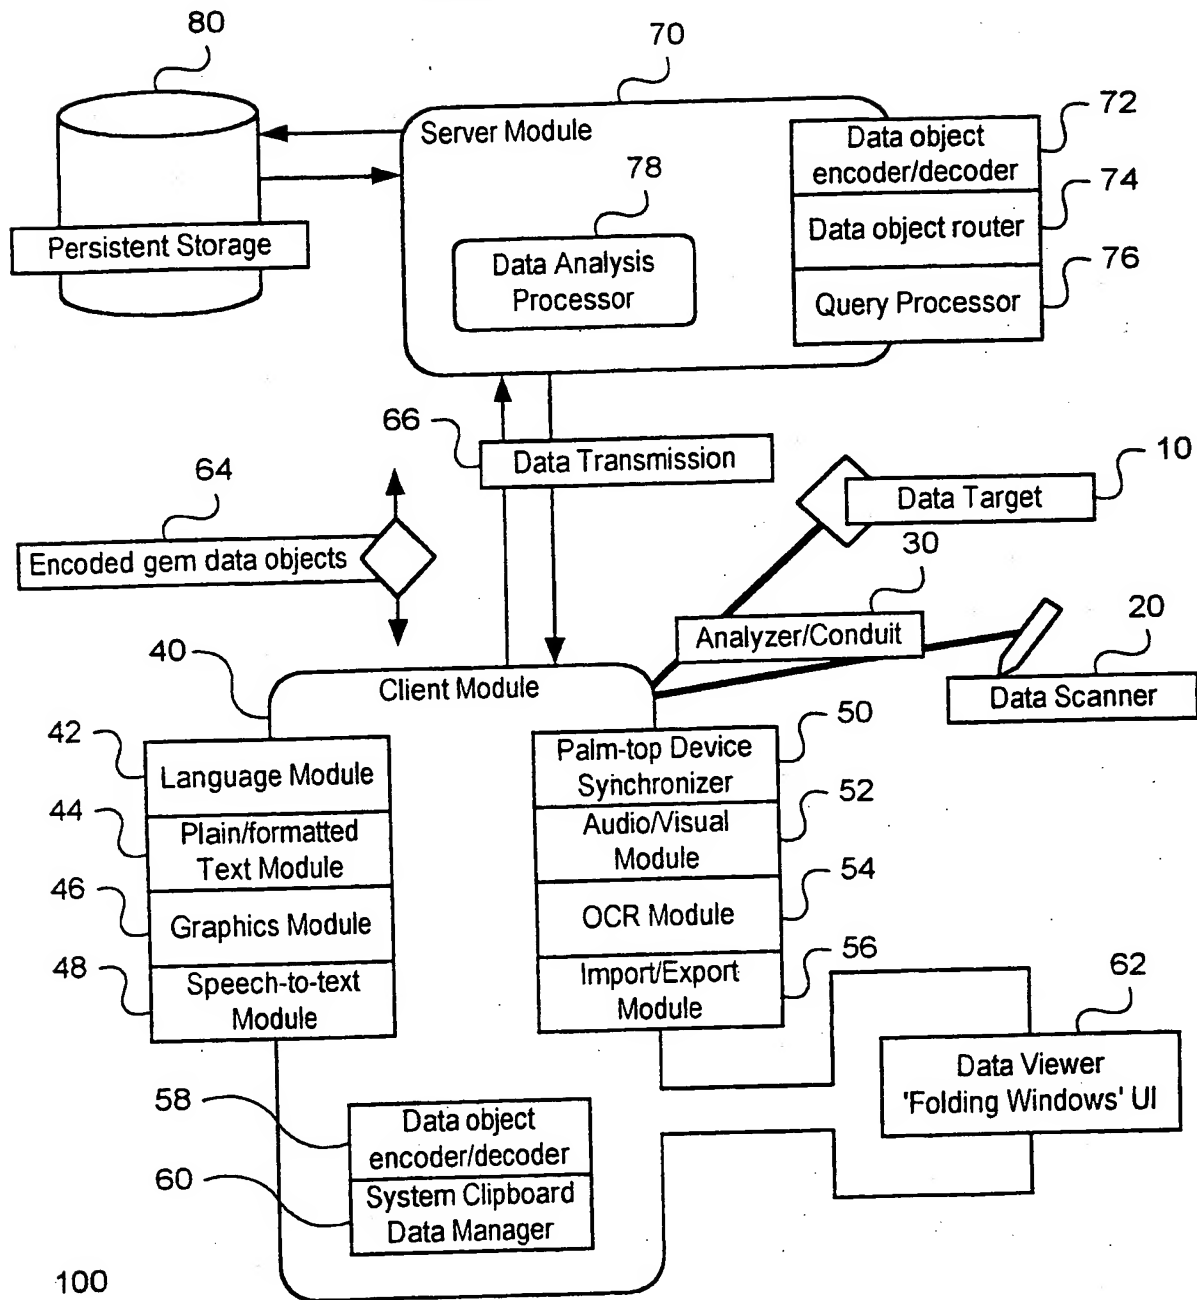 80
70
72
Server Module
Data object
encoder/decoder
78
74
Persistent Storage
Data Analysis
Processor
Data object router
76
Query Processor
66
Data Transmission
10
Data Target
64
Encoded gem data objects
30
Analyzer/Conduit
20
Data Scanner
40
Client Module
42
Language Module
44
Plain/formatted
Text Module
46
Graphics Module
48
Speech-to-text
Module
50
Palm-top Device
Synchronizer
52
Audio/Visual
Module
54
OCR Module
56
Import/Export
Module
62
Data Viewer
'Folding Windows' UI
58
Data object
encoder/decoder
60
System Clipboard
Data Manager
100